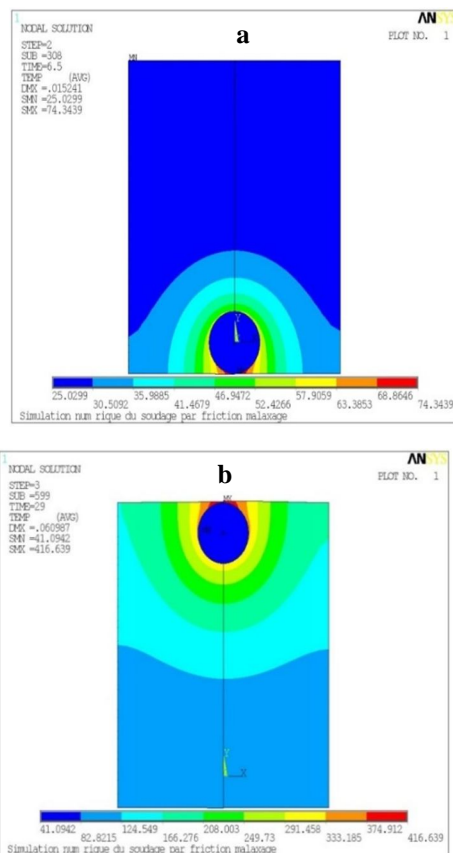 1
NODAL SOLUTION
STEP=2
SUB =308
TIME=6.5
TEMP (AVG)
DMX =.015241
SMN =25.0299
SMX =74.3439
a
ANSYS
PLOT NO. 1
MN
Y
25.0299 35.9885 46.9472 57.9059 68.8646
30.5092 41.4679 52.4266 63.3853 74.3439
Simulation num rique du soudage par friction malaxage
1
NODAL SOLUTION
STEP=3
SUB =599
TIME=29
TEMP (AVG)
DMX =.060987
SMN =41.0942
SMX =416.639
b
ANSYS
PLOT NO. 1
MX
Y
X
41.0942 124.549 208.003 291.458 374.912
82.8215 166.276 249.73 333.185 416.639
Simulation num rique du soudage par friction malaxage